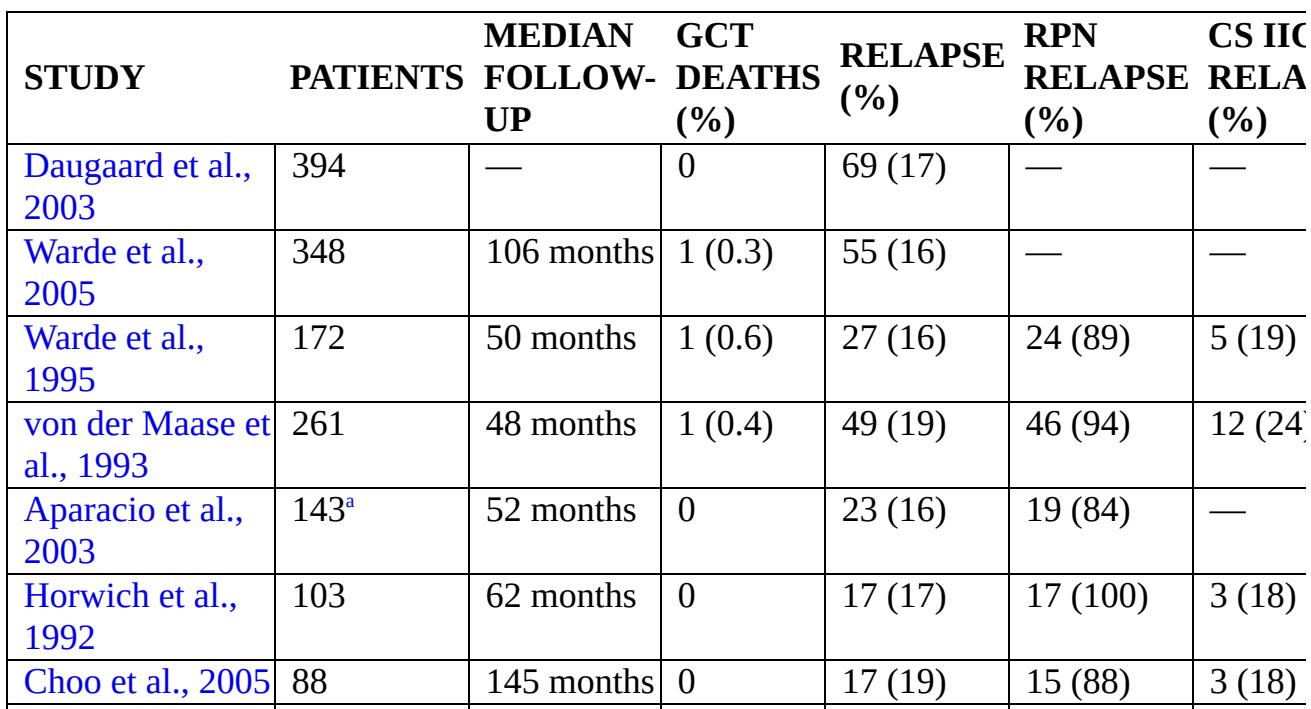 STUDY PATIENTS MEDIAN FOLLOW-UP GCT DEATHS (%) RELAPSE (%) RPN RELAPSE (%) CS
Daugaard et al., 2003 394 — 0 69 (17) — —
Warde et al., 2005 348 106 months 1 (0.3) 55 (16) — —
Warde et al., 1995 172 50 months 1 (0.6) 27 (16) 24 (89) 5 (19)
von der Maase et al., 1993 261 48 months 1 (0.4) 49 (19) 46 (94) 12 (24)
Aparacio et al., 2003 143a 52 months 0 23 (16) 19 (84) —
Horwich et al., 1992 103 62 months 0 17 (17) 17 (100) 3 (18)
Choo et al., 2005 88 145 months 0 17 (19) 15 (88) 3 (18)